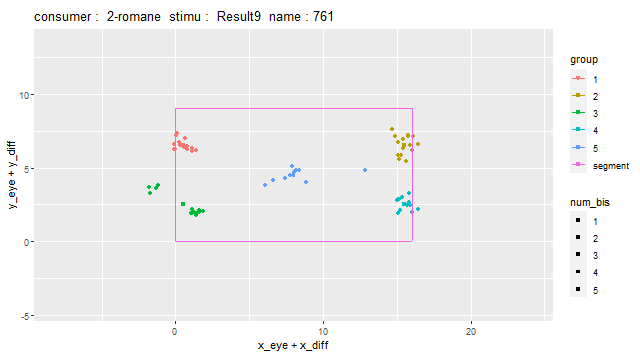 consumer : 2-romane stimu : Result9 name : 761
y_eye + y_diff
10
5
0
-5
0
10
20
x_eye + x_diff
group
1
2
3
4
5
segment
num_bis
1
2
3
4
5